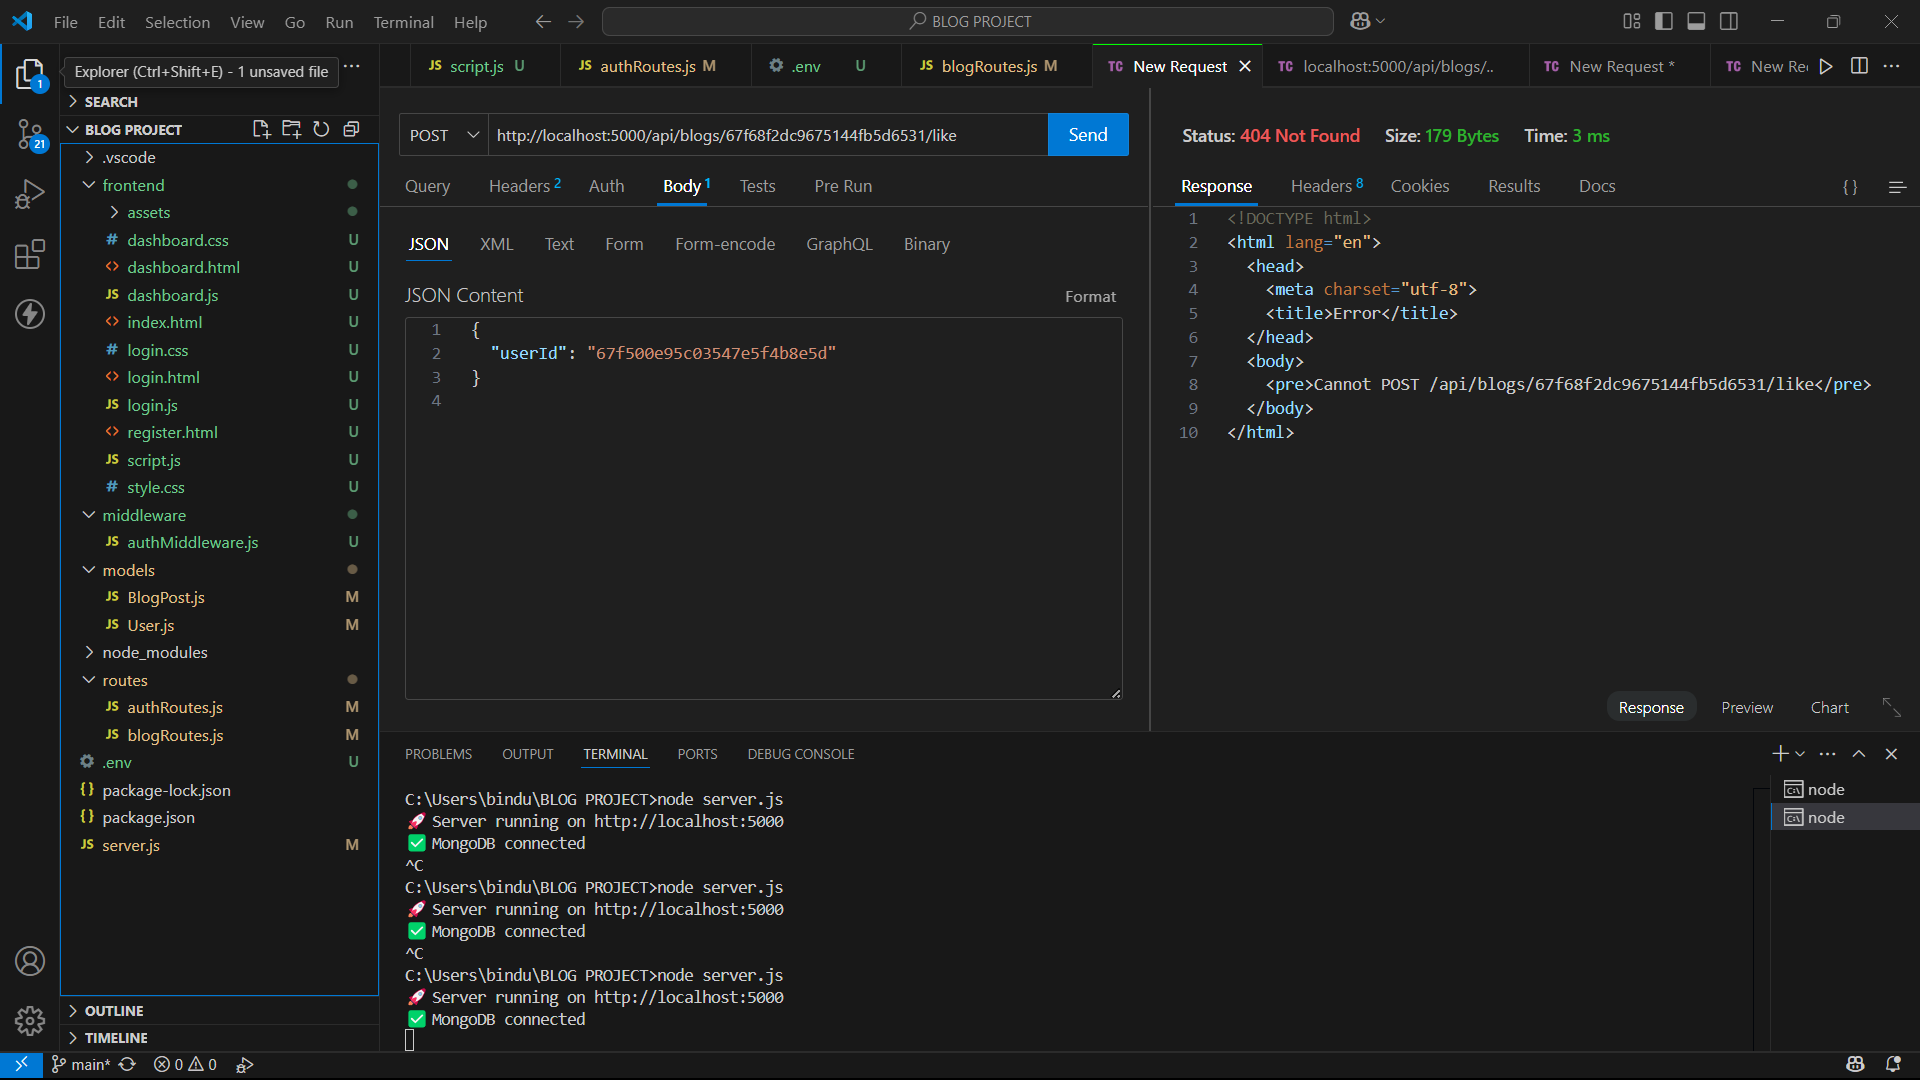 File Edit Selection View Go Run Terminal Help
BLOG PROJECT
Explorer (Ctrl+Shift+E) - 1 unsaved file
1
21
SEARCH
BLOG PROJECT
.vscode
frontend
assets
# dashboard.css U
<> dashboard.html U
JS dashboard.js U
<> index.html U
# login.css U
<> login.html U
JS login.js U
<> register.html U
JS script.js U
# style.css U
middleware
JS authMiddleware.js U
models
JS BlogPost.js M
JS User.js M
node_modules
routes
JS authRoutes.js M
JS blogRoutes.js M
.env U
{} package-lock.json
{} package.json
JS server.js M
OUTLINE
TIMELINE
JS script.js U
JS authRoutes.js M
.env U
JS blogRoutes.js M
TC New Request
TC localhost:5000/api/blogs/..
TC New Request *
TC New Re
POST http://localhost:5000/api/blogs/67f68f2dc9675144fb5d6531/like Send
Query Headers 2 Auth Body 1 Tests Pre Run
JSON XML Text Form Form-encode GraphQL Binary
JSON Content Format
1 {
2 "userId": "67f500e95c03547e5f4b8e5d"
3 }
4
Status: 404 Not Found Size: 179 Bytes Time: 3 ms
Response Headers 8 Cookies Results Docs {}
1 <!DOCTYPE html>
2 <html lang="en">
3 <head>
4 <meta charset="utf-8">
5 <title>Error</title>
6 </head>
7 <body>
8 <pre>Cannot POST /api/blogs/67f68f2dc9675144fb5d6531/like</pre>
9 </body>
10 </html>
Response Preview Chart
PROBLEMS OUTPUT TERMINAL PORTS DEBUG CONSOLE
C:\Users\bindu\BLOG PROJECT>node server.js
🚀 Server running on http://localhost:5000
✅ MongoDB connected
^C
C:\Users\bindu\BLOG PROJECT>node server.js
🚀 Server running on http://localhost:5000
✅ MongoDB connected
^C
C:\Users\bindu\BLOG PROJECT>node server.js
🚀 Server running on http://localhost:5000
✅ MongoDB connected
node
node
main* 0 0